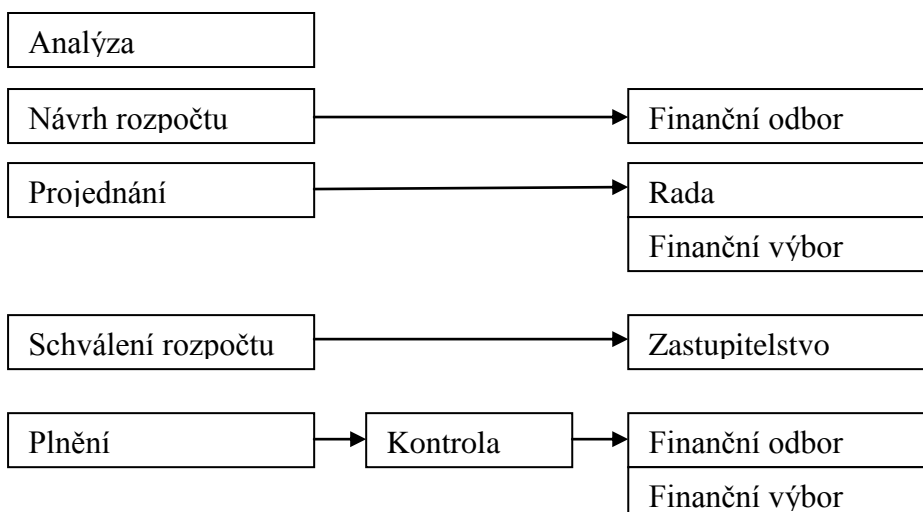 Analýza
Návrh rozpočtu
Finanční odbor
Projednání
Rada
Finanční výbor
Schválení rozpočtu
Zastupitelstvo
Plnění
Kontrola
Finanční odbor
Finanční výbor